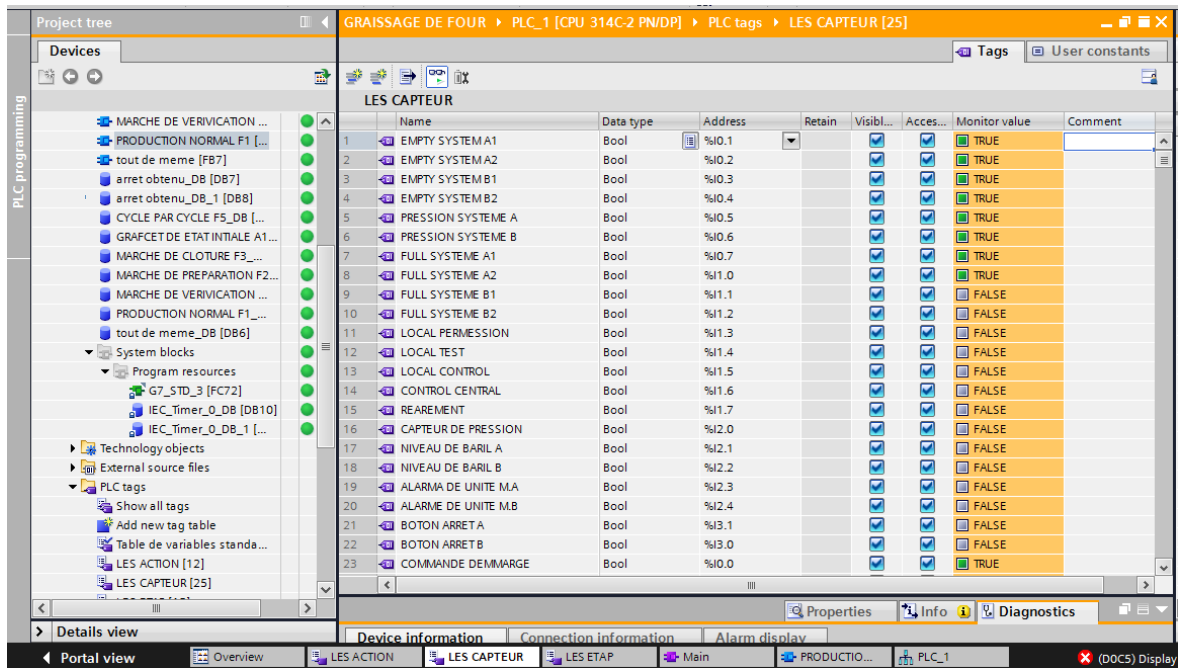 Project tree
GRAISSAGE DE FOUR PLC_1 [CPU 314C-2 PN/DP] PLC tags LES CAPTEUR [25]
Devices
Tags User constants
PLC programming
MARCHE DE VERIVICATION ...
PRODUCTION NORMAL F1 [...
tout de meme [FB7]
arret obtenu_DB [DB7]
arret obtenu_DB_1 [DB8]
CYCLE PAR CYCLE F5_DB [...
GRAFCET DE ETAT INTIALE A1...
MARCHE DE CLOTURE F3_...
MARCHE DE PREPARATION F2...
MARCHE DE VERIVICATION ...
PRODUCTION NORMAL F1_...
tout de meme_DB [DB6]
System blocks
Program resources
G7_STD_3 [FC72]
IEC_Timer_0_DB [DB10]
IEC_Timer_0_DB_1 [...
Technology objects
External source files
PLC tags
Show all tags
Add new tag table
Table de variables standa...
LES ACTION [12]
LES CAPTEUR [25]
Details view
LES CAPTEUR
Name Data type Address Retain Visibl... Acces... Monitor value Comment
1 EMPTY SYSTEM A1 Bool %I0.1 TRUE
2 EMPTY SYSTEM A2 Bool %I0.2 TRUE
3 EMPTY SYSTEM B1 Bool %I0.3 TRUE
4 EMPTY SYSTEM B2 Bool %I0.4 TRUE
5 PRESSION SYSTEME A Bool %I0.5 TRUE
6 PRESSION SYSTEME B Bool %I0.6 TRUE
7 FULL SYSTEME A1 Bool %I0.7 TRUE
8 FULL SYSTEME A2 Bool %I1.0 TRUE
9 FULL SYSTEME B1 Bool %I1.1 FALSE
10 FULL SYSTEME B2 Bool %I1.2 FALSE
11 LOCAL PERMESSION Bool %I1.3 FALSE
12 LOCAL TEST Bool %I1.4 FALSE
13 LOCAL CONTROL Bool %I1.5 FALSE
14 CONTROL CENTRAL Bool %I1.6 FALSE
15 REAREMENT Bool %I1.7 FALSE
16 CAPTEUR DE PRESSION Bool %I2.0 FALSE
17 NIVEAU DE BARIL A Bool %I2.1 FALSE
18 NIVEAU DE BARIL B Bool %I2.2 FALSE
19 ALARMA DE UNITE M.A Bool %I2.3 FALSE
20 ALARME DE UNITE M.B Bool %I2.4 FALSE
21 BOTON ARRET A Bool %I3.1 FALSE
22 BOTON ARRET B Bool %I3.0 FALSE
23 COMMANDE DEMMARGE Bool %I0.0 TRUE
Properties Info Diagnostics
Device information Connection information Alarm display
Portal view Overview LES ACTION LES CAPTEUR LES ETAP Main PRODUCTIO... PLC_1 (D0C5) Display